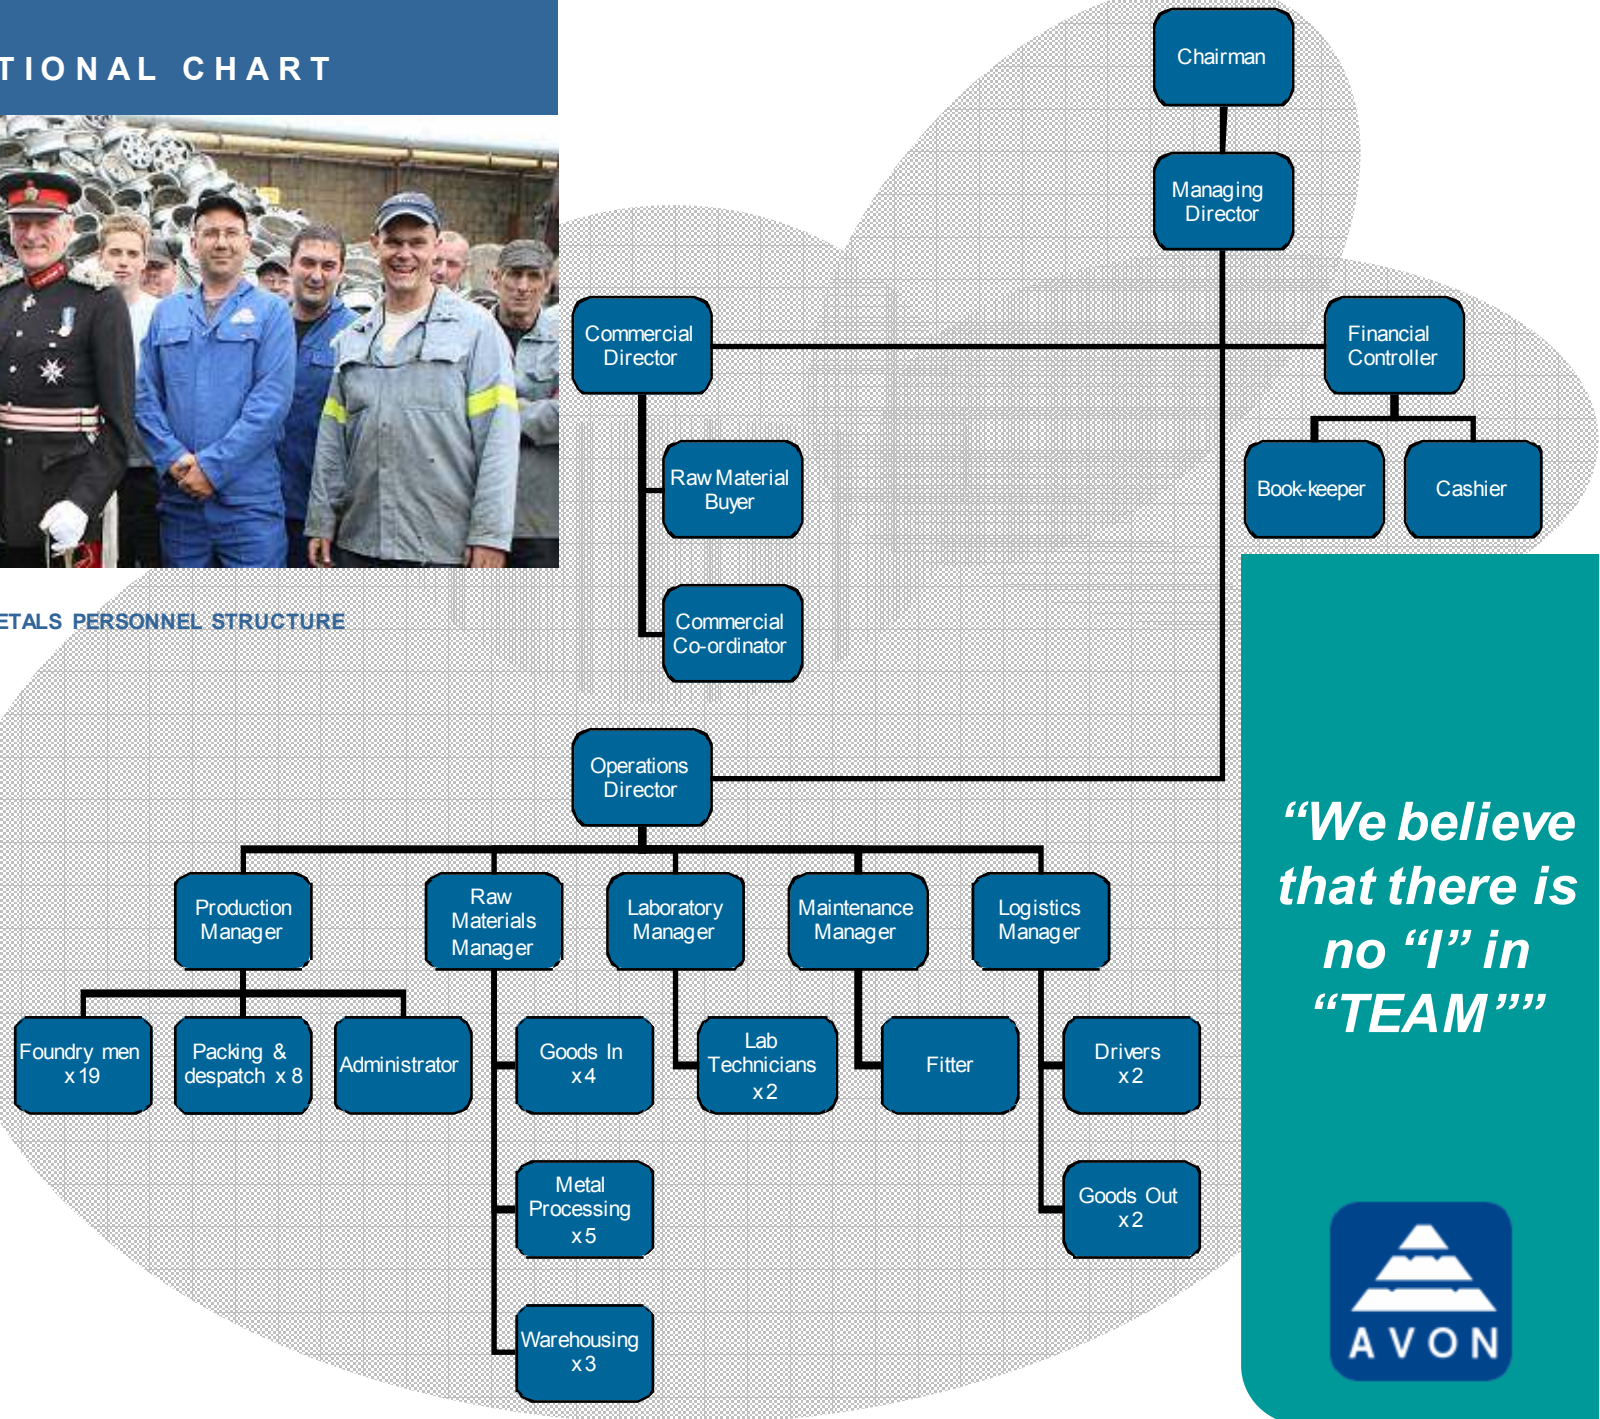 TIONAL CHART
ETALS PERSONNEL STRUCTURE
Chairman
Managing
Director
Commercial
Director
Financial
Controller
Raw Material
Buyer
Commercial
Co-ordinator
Book-keeper
Cashier
Operations
Director
Production
Manager
Raw
Materials
Manager
Laboratory
Manager
Maintenance
Manager
Logistics
Manager
Foundry men
x 19
Packing &
despatch x 8
Administrator
Goods In
x 4
Lab
Technicians
x 2
Fitter
Drivers
x 2
Metal
Processing
x 5
Goods Out
x 2
Warehousing
x 3
“We believe
that there is
no “I” in
“TEAM””
AVON